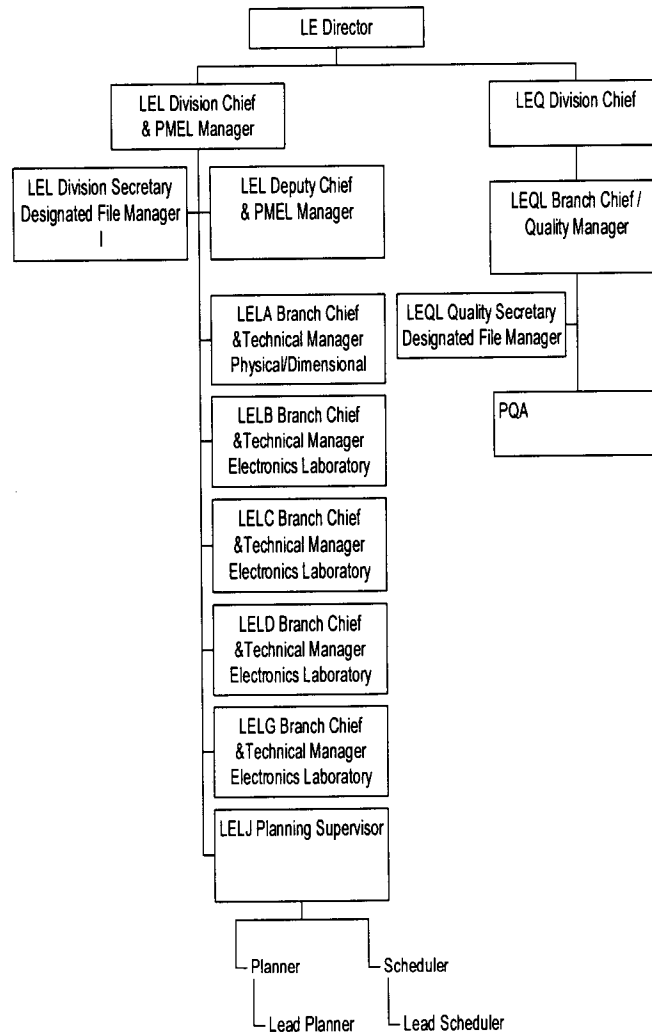 LE Director
LEL Division Chief
& PMEL Manager
LEQ Division Chief
LEL Division Secretary
Designated File Manager
I
LEL Deputy Chief
& PMEL Manager
LEQL Branch Chief /
Quality Manager
LELA Branch Chief
&Technical Manager
Physical/Dimensional
LEQL Quality Secretary
Designated File Manager
PQA
LELB Branch Chief
&Technical Manager
Electronics Laboratory
LELC Branch Chief
&Technical Manager
Electronics Laboratory
LELD Branch Chief
&Technical Manager
Electronics Laboratory
LELG Branch Chief
&Technical Manager
Electronics Laboratory
LELJ Planning Supervisor
Planner
Scheduler
Lead Planner
Lead Scheduler